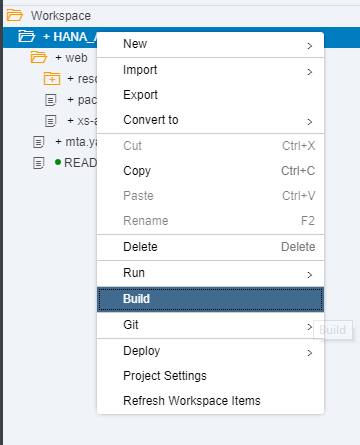 Workspace
+ HANA_
New
+ web
Import
+ reso
Export
+ pac
Convert to
+ xs-a
Cut Ctrl+X
+ mta.ya
Copy Ctrl+C
READ
Paste Ctrl+V
Rename F2
Delete Delete
Run
Build
Git
Build
Deploy
Project Settings
Refresh Workspace Items